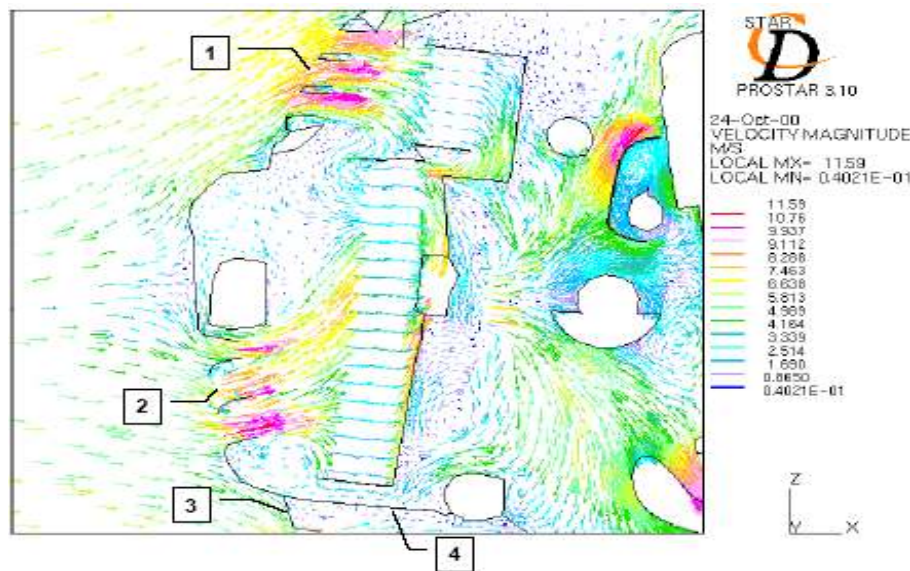 1
2
3
4
STAR
CD
PROSTAR 3.10
24-Oct-00
VELOCITY MAGNITUDE
M/S
LOCAL MX= 11.59
LOCAL MN= 0.4021E-01
11.59
10.76
9.937
9.112
8.288
7.463
6.638
5.813
4.989
4.164
3.339
2.514
1.690
0.8650
0.4021E-01
Z
Y
X